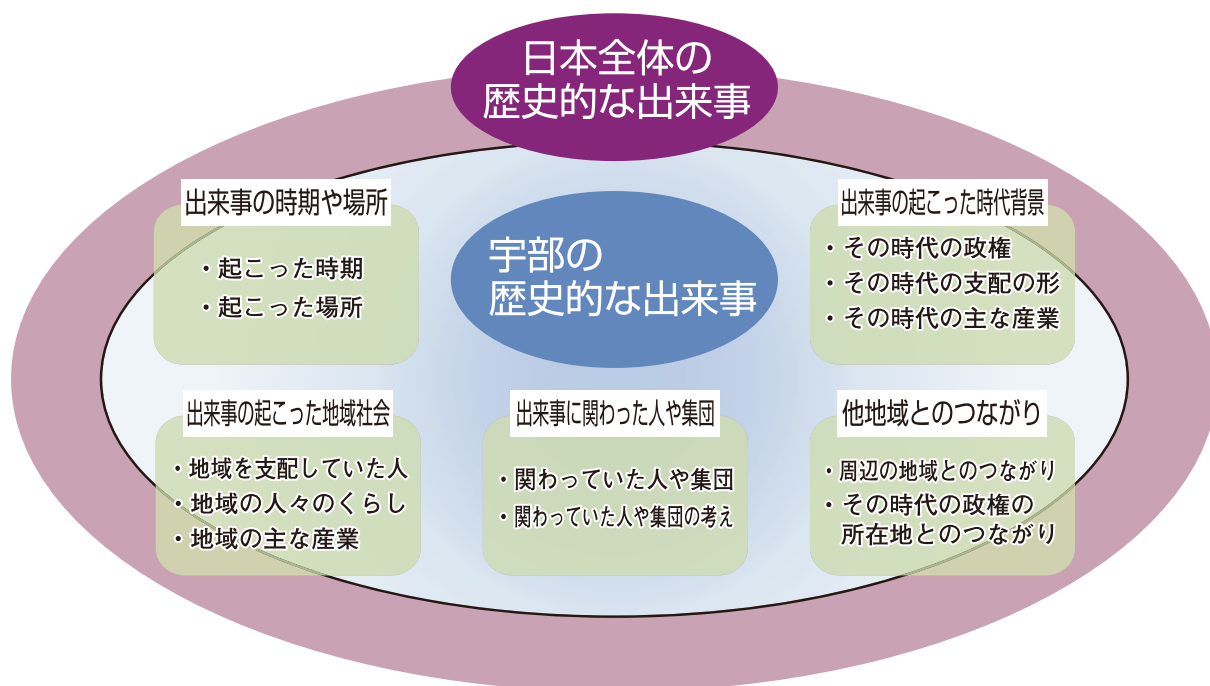 日本全体の
歴史的な出来事
宇部の
歴史的な出来事
出来事の時期や場所
・起こった時期
・起こった場所
出来事の起こった時代背景
・その時代の政権
・その時代の支配の形
・その時代の主な産業
出来事の起こった地域社会
・地域を支配していた人
・地域の人々のくらし
・地域の主な産業
出来事に関わった人や集団
・関わっていた人や集団
・関わっていた人や集団の考え
他地域とのつながり
・周辺の地域とのつながり
・その時代の政権の
所在地とのつながり